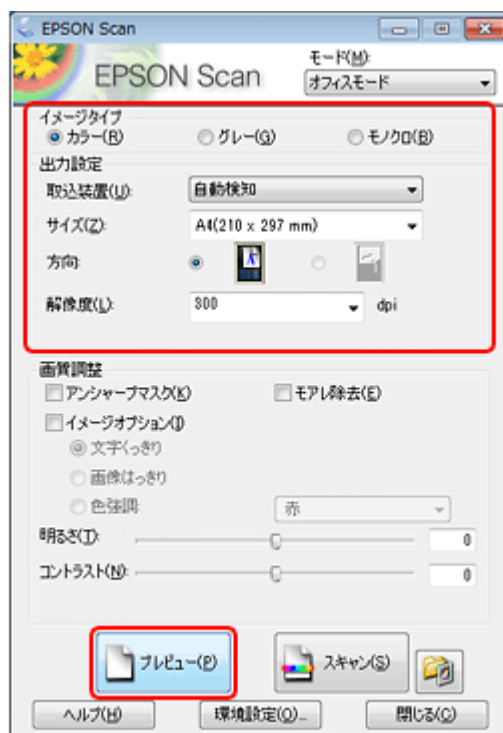 EPSON Scan
EPSON Scan
モード(M):
オフィスモード
イメージタイプ
カラー(R) グレー(G) モノクロ(B)
出力設定
取込装置(U): 自動検知
サイズ(Z): A4(210 x 297 mm)
方向:
解像度(L): 300 dpi
画質調整
アンシャープマスク(K) モアレ除去(E)
イメージオプション(I)
文字くっきり
画像はっきり
色強調: 赤
明るさ(T): 0
コントラスト(N): 0
プレビュー(P) スキャン(S)
ヘルプ(H) 環境設定(O)... 閉じる(C)